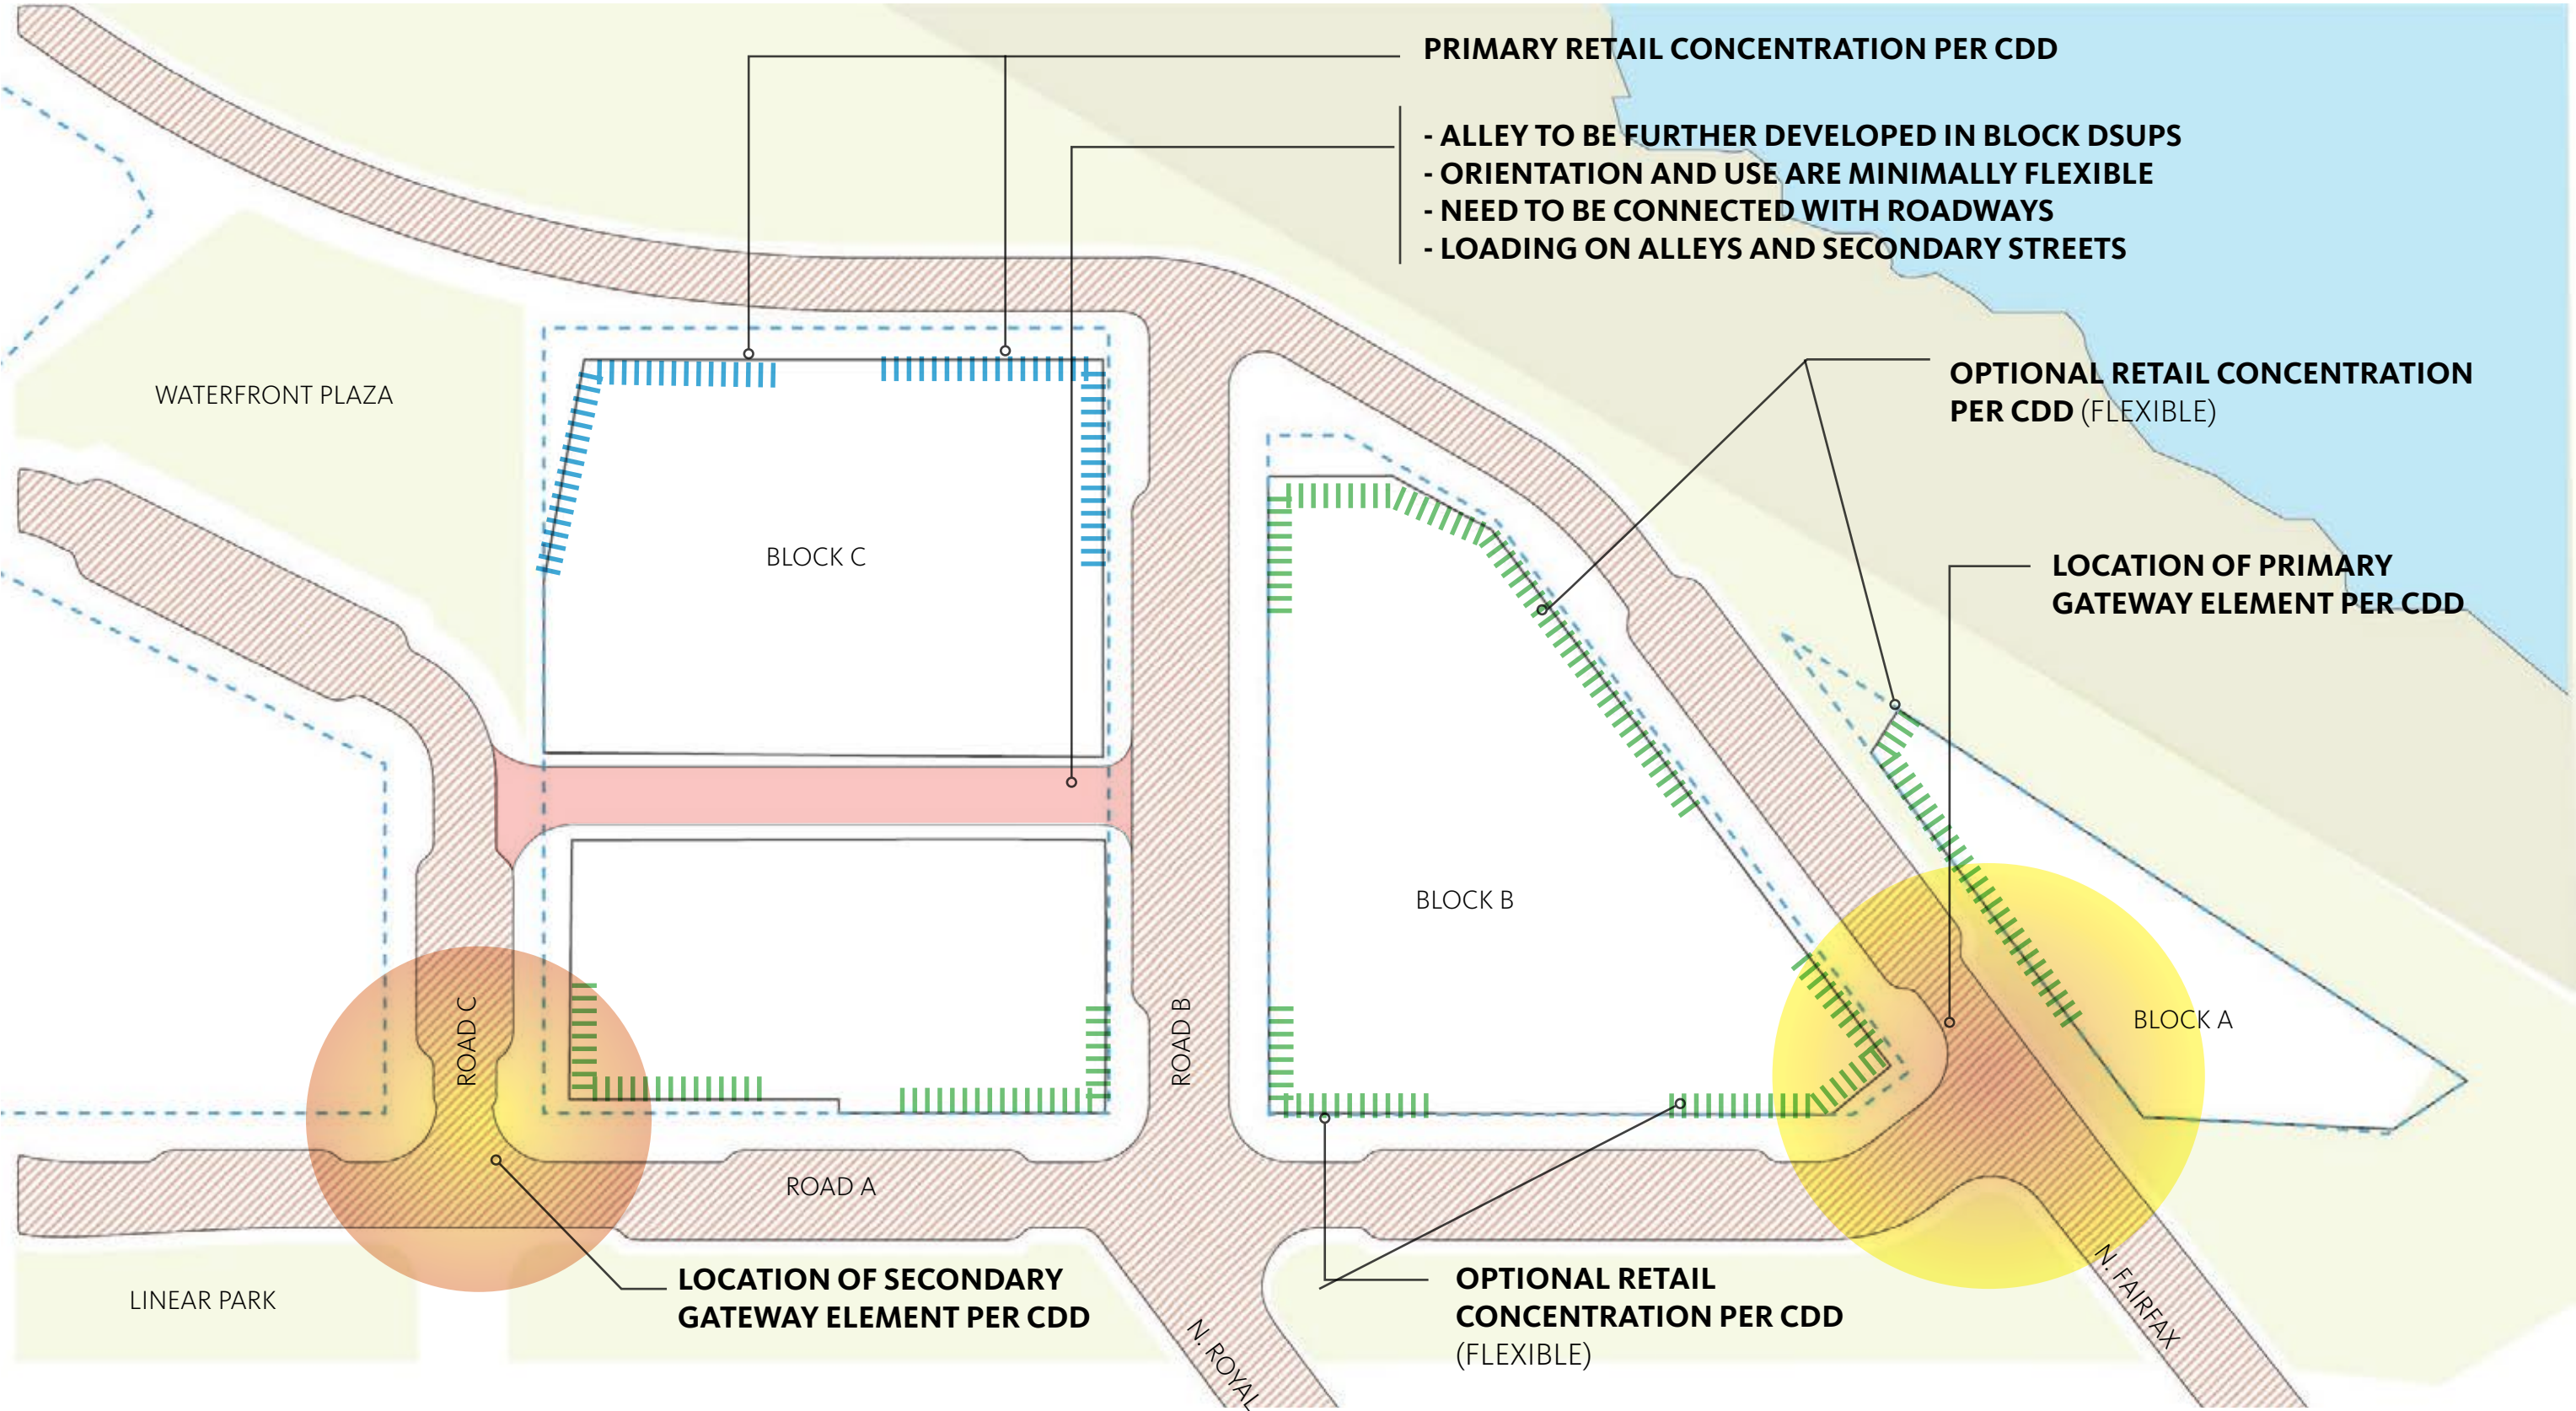 PRIMARY RETAIL CONCENTRATION PER CDD
- ALLEY TO BE FURTHER DEVELOPED IN BLOCK DSUPS
- ORIENTATION AND USE ARE MINIMALLY FLEXIBLE
- NEED TO BE CONNECTED WITH ROADWAYS
- LOADING ON ALLEYS AND SECONDARY STREETS
OPTIONAL RETAIL CONCENTRATION
PER CDD (FLEXIBLE)
WATERFRONT PLAZA
BLOCK C
LOCATION OF PRIMARY
GATEWAY ELEMENT PER CDD
BLOCK B
BLOCK A
ROAD C
ROAD B
ROAD A
LINEAR PARK
LOCATION OF SECONDARY
GATEWAY ELEMENT PER CDD
OPTIONAL RETAIL
CONCENTRATION PER CDD
(FLEXIBLE)
N. ROYAL
N. FAIRFAX